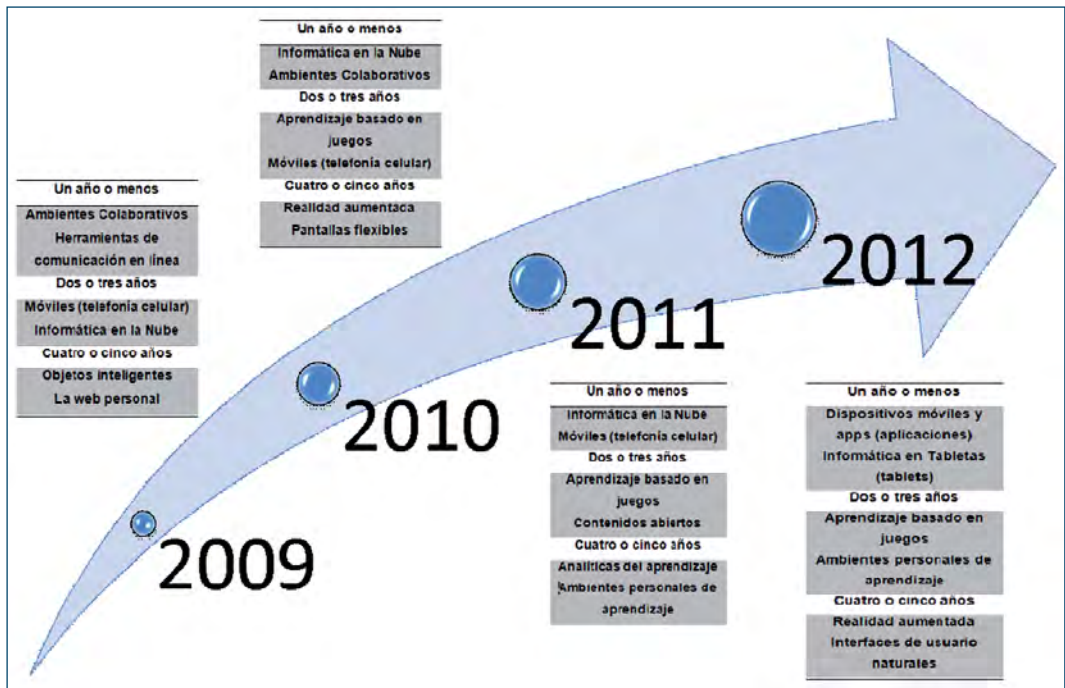 Un año o menos
Ambientes Colaborativos
Herramientas de
comunicación en línea
Dos o tres años
Móviles (telefonía celular)
Informática en la Nube
Cuatro o cinco años
Objetos inteligentes
La web personal
2009
Un año o menos
Informática en la Nube
Ambientes Colaborativos
Dos o tres años
Aprendizaje basado en
juegos
Móviles (telefonía celular)
Cuatro o cinco años
Realidad aumentada
Pantallas flexibles
2010
2011
Un año o menos
Informática en la Nube
Móviles (telefonía celular)
Dos o tres años
Aprendizaje basado en
juegos
Contenidos abiertos
Cuatro o cinco años
Analíticas del aprendizaje
Ambientes personales de
aprendizaje
2012
Un año o menos
Dispositivos móviles y
apps (aplicaciones)
Informática en Tabletas
(tablets)
Dos o tres años
Aprendizaje basado en
juegos
Ambientes personales de
aprendizaje
Cuatro o cinco años
Realidad aumentada
Interfaces de usuario
naturales